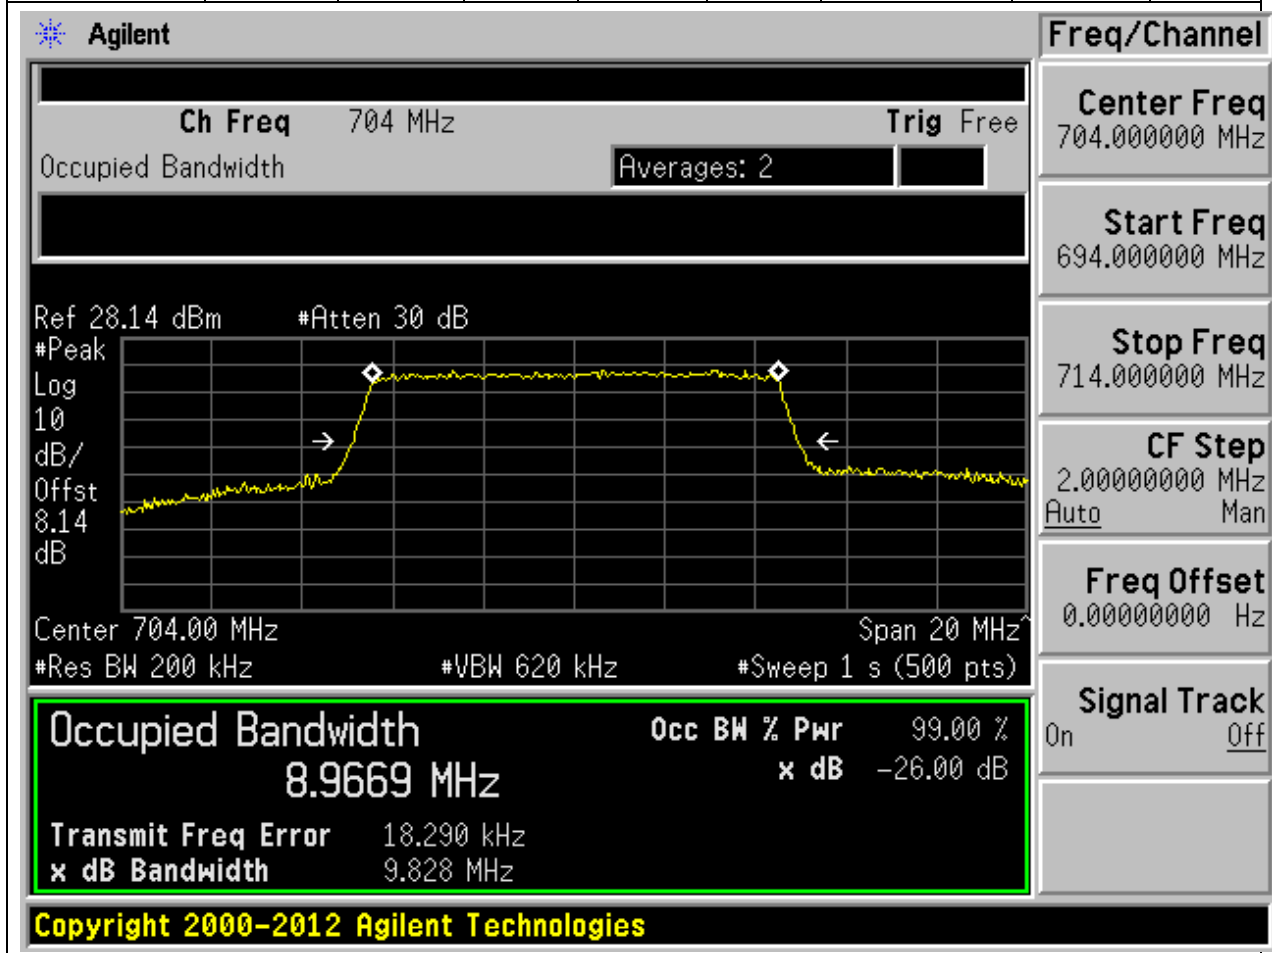 Agilent
Freq/Channel
Ch Freq 704 MHz Trig Free
Occupied Bandwidth Averages: 2
Center Freq
704.000000 MHz
Start Freq
694.000000 MHz
Stop Freq
714.000000 MHz
CF Step
2.00000000 MHz
Auto Man
Freq Offset
0.00000000 Hz
Signal Track
On Off
Ref 28.14 dBm #Atten 30 dB
#Peak
Log
10
dB/
Offst
8.14
dB
Center 704.00 MHz Span 20 MHz^
#Res BW 200 kHz #VBW 620 kHz #Sweep 1 s (500 pts)
Occupied Bandwidth
8.9669 MHz
Occ BW % Pwr 99.00 %
x dB -26.00 dB
Transmit Freq Error 18.290 kHz
x dB Bandwidth 9.828 MHz
Copyright 2000-2012 Agilent Technologies